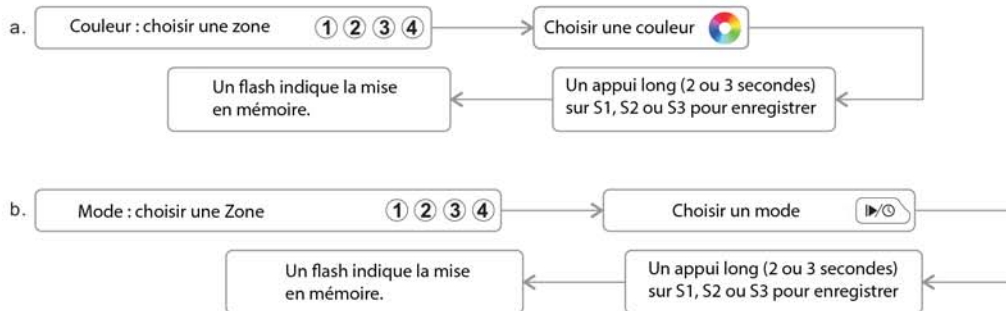 a. Couleur : choisir une zone 1 2 3 4 Choisir une couleur
Un appui long (2 ou 3 secondes)
sur S1, S2 ou S3 pour enregistrer
Un flash indique la mise
en mémoire.
b. Mode : choisir une Zone 1 2 3 4 Choisir un mode
Un appui long (2 ou 3 secondes)
sur S1, S2 ou S3 pour enregistrer
Un flash indique la mise
en mémoire.